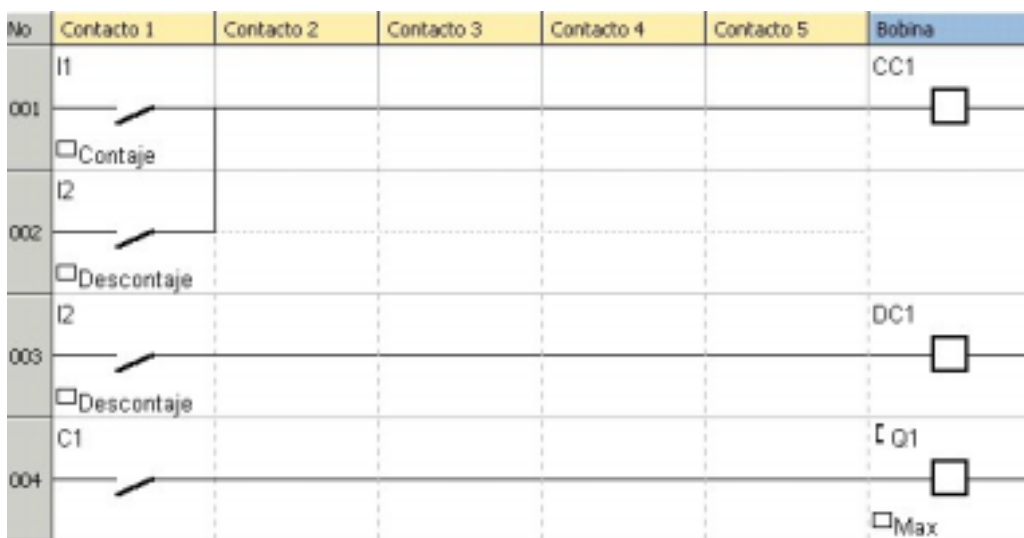 No Contacto 1 Contacto 2 Contacto 3 Contacto 4 Contacto 5 Bobina
I1 CC1
001
Contaje
I2
002
Descontaje
I2 DC1
003
Descontaje
C1 [ Q1
004
Max